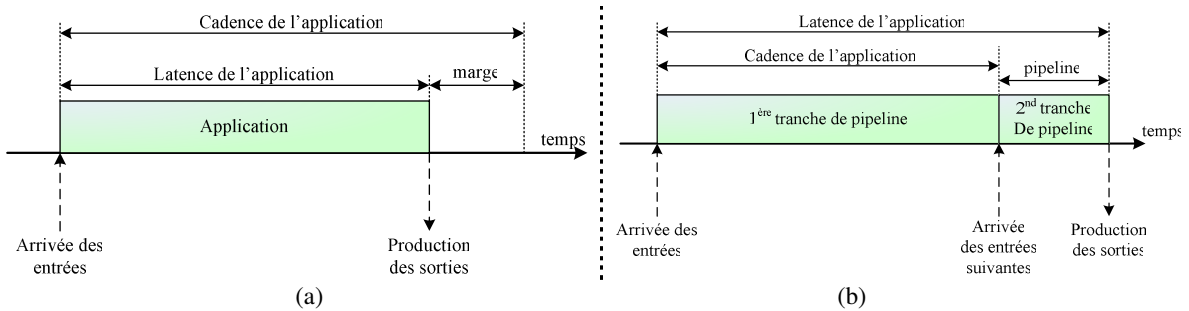 Cadence de l’application
Latence de l’application
marge
Application
temps
Arrivée des
entrées
Production
des sorties
(a)
Latence de l’application
Cadence de l’application
pipeline
1ère tranche de pipeline
2nd tranche
De pipeline
temps
Arrivée des
entrées
Arrivée
des entrées
suivantes
Production
des sorties
(b)